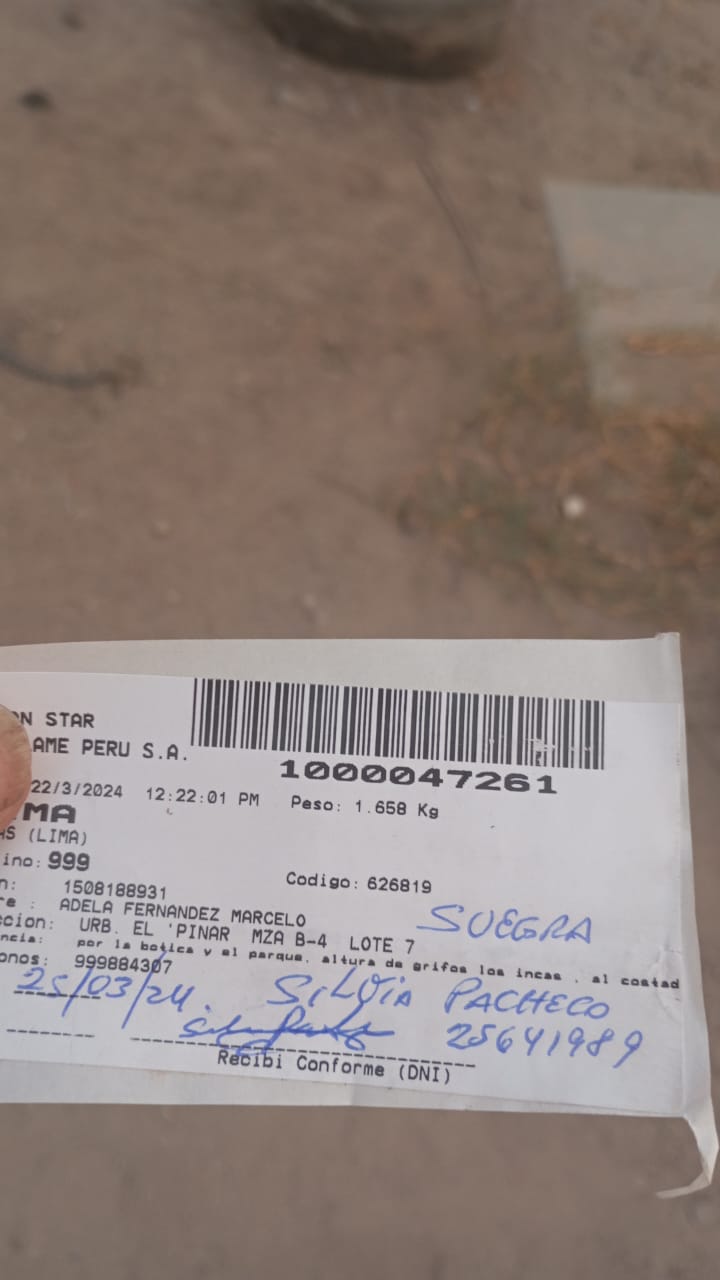 ON STAR
AME PERU S.A.
1000047261
22/3/2024 12:22:01 PM Peso: 1.658 Kg
MA
AS (LIMA)
ino: 999
Codigo: 626819
n: 1508188931
re : ADELA FERNANDEZ MARCELO
SUEGRA
ccion: URB. EL 'PINAR MZA B-4 LOTE 7
ncia: por la botica y el parque, altura de grifos los incas , al costad
onos: 999884307
25/03/24. SILVIA PACHECO
25641989
Recibi Conforme (DNI)